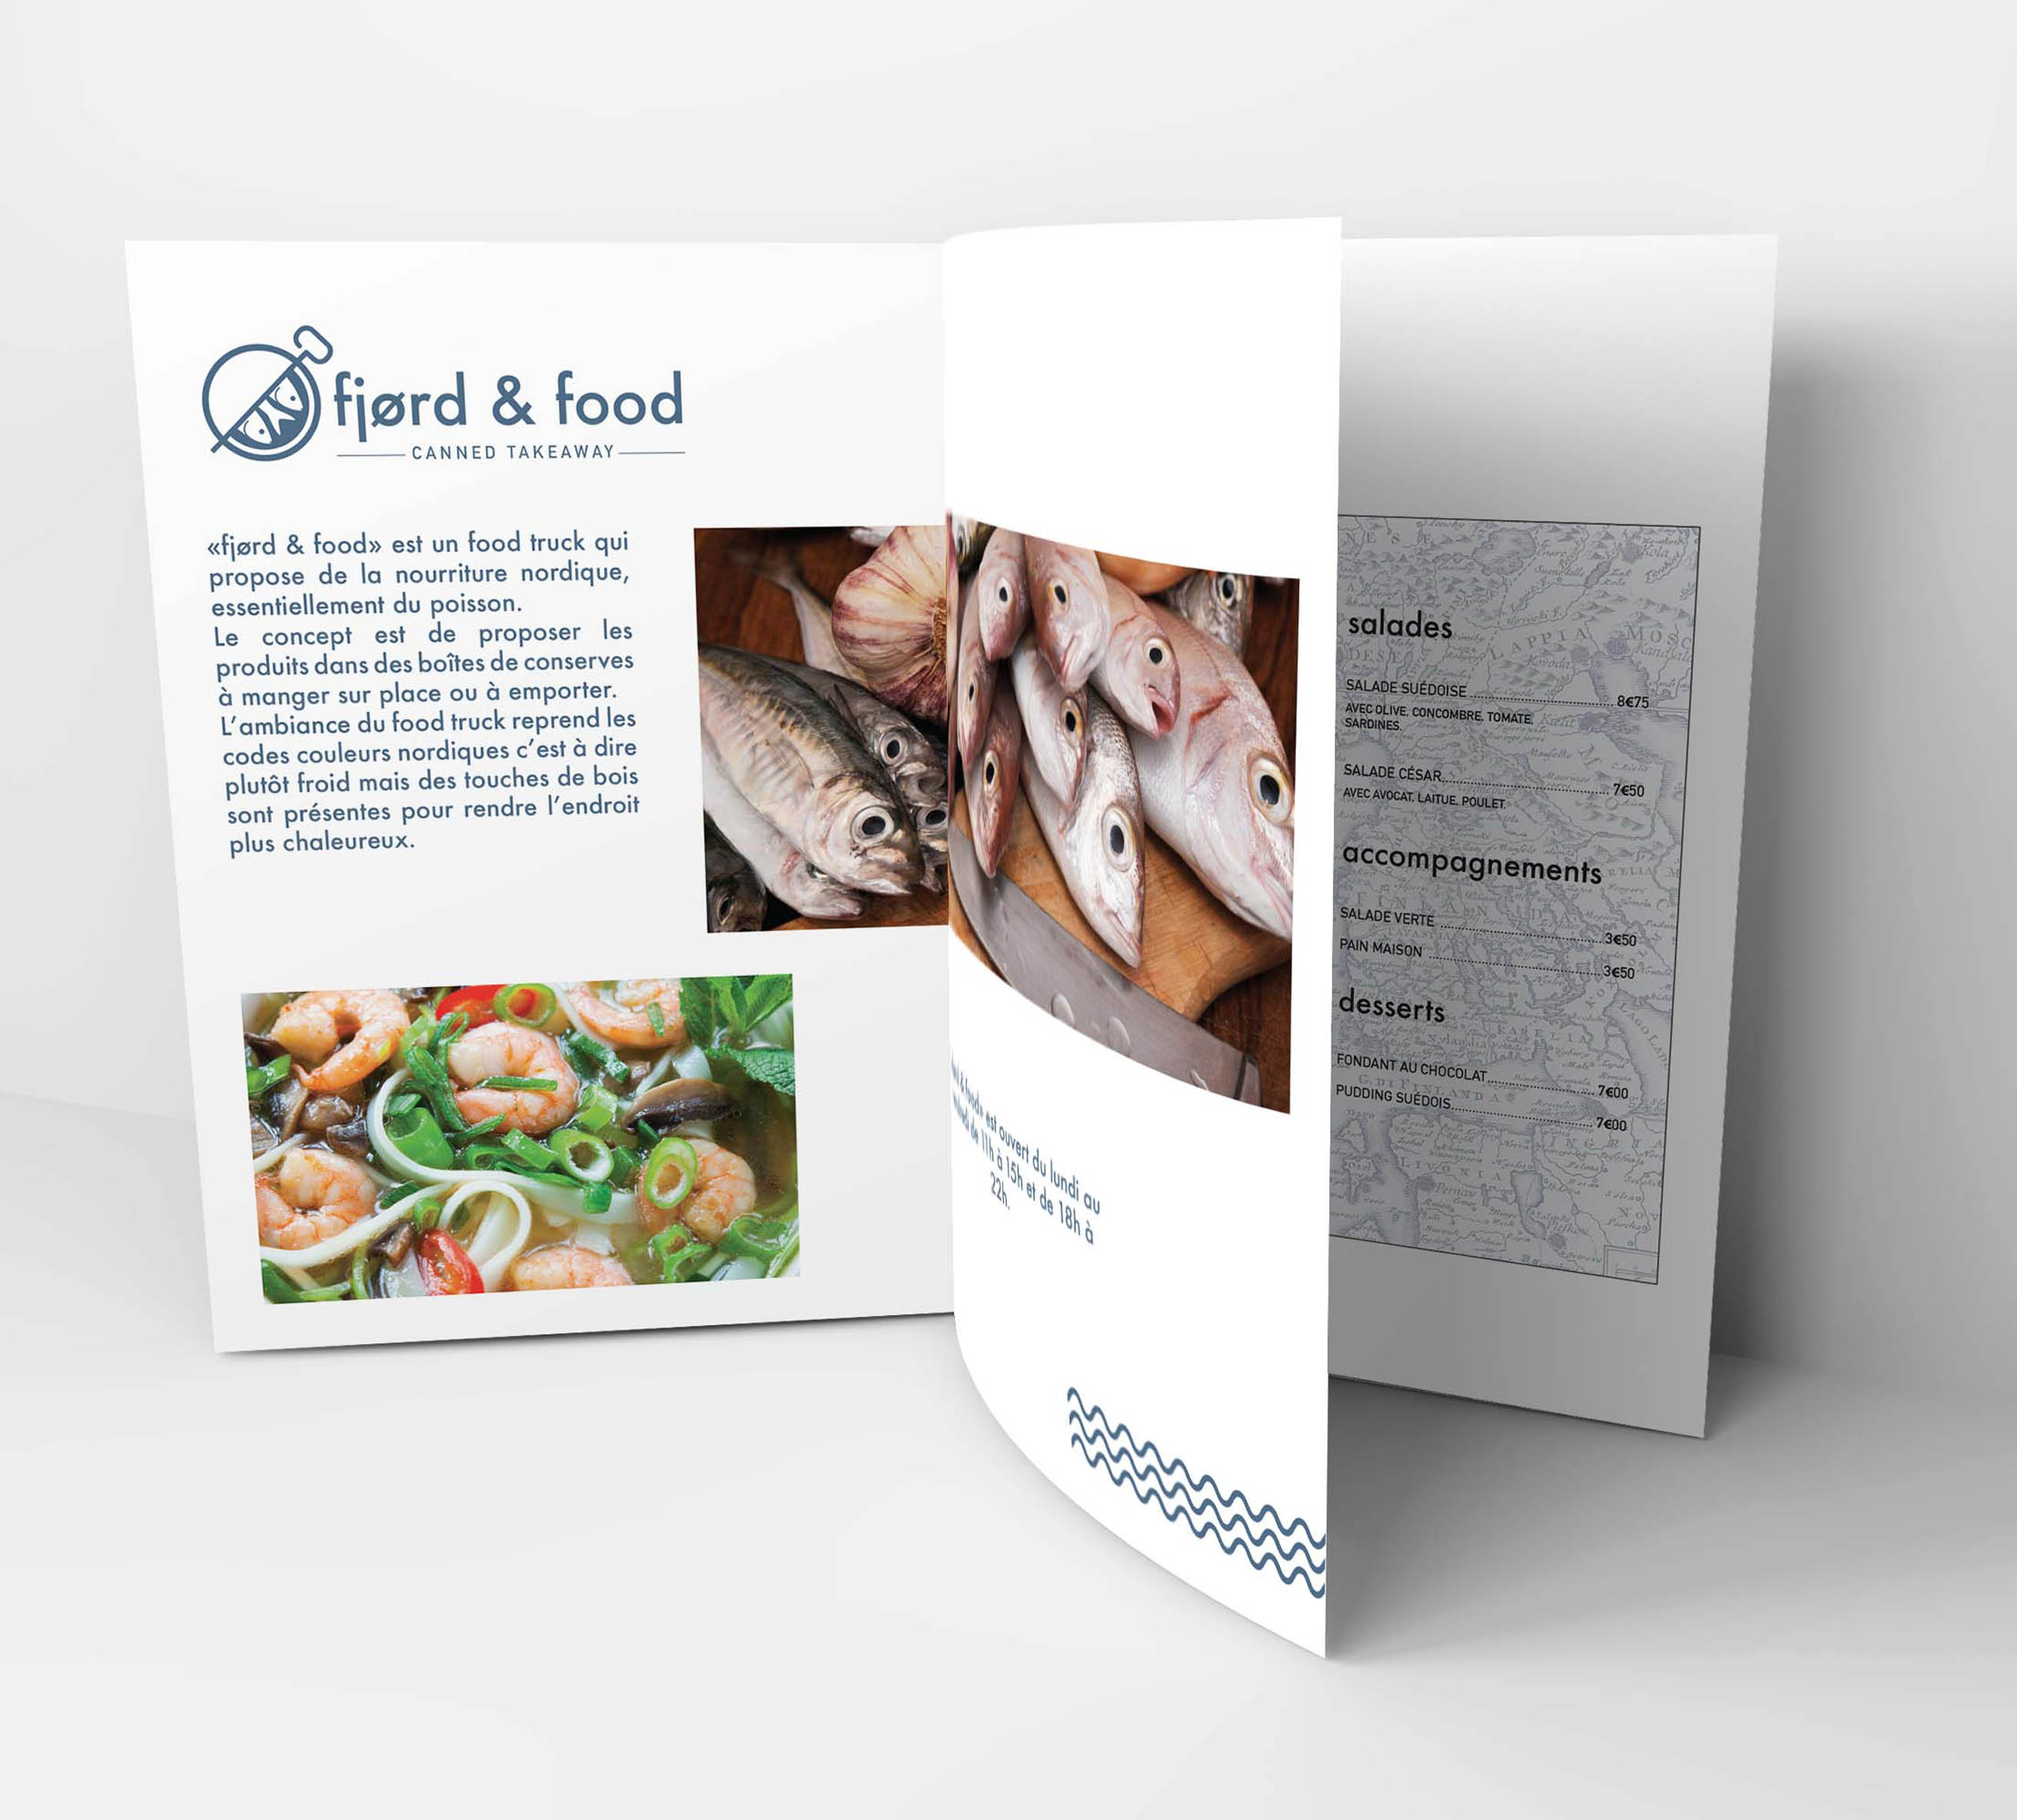 fjørd & food
CANNED TAKEAWAY
«fjørd & food» est un food truck qui
propose de la nourriture nordique,
essentiellement du poisson.
Le concept est de proposer les
produits dans des boîtes de conserves
à manger sur place ou à emporter.
L'ambiance du food truck reprend les
codes couleurs nordiques c'est à dire
plutôt froid mais des touches de bois
sont présentes pour rendre l'endroit
plus chaleureux.
& food» est ouvert du lundi au
de 11h à 15h et de 18h à
22h.
salades
SALADE SUÉDOISE 8€75
AVEC OLIVE, CONCOMBRE, TOMATE,
SARDINES.
SALADE CÉSAR 7€50
AVEC AVOCAT, LAITUE, POULET.
accompagnements
SALADE VERTE 3€50
PAIN MAISON 3€50
desserts
FONDANT AU CHOCOLAT 7€00
PUDDING SUÉDOIS 7€00